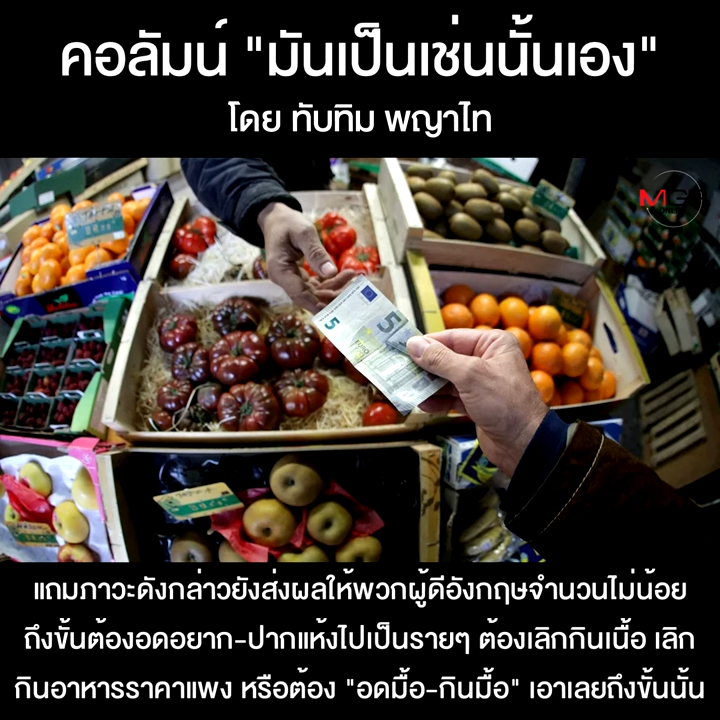 คอลัมน์ "มันเป็นเช่นนั้นเอง"
โดย ทับทิม พญาไท
MG
5
5
แถมภาวะดังกล่าวยังส่งผลให้พวกผู้ดีอังกฤษจำนวนไม่น้อย
ถึงขั้นต้องอดอยาก-ปากแห้งไปเป็นรายๆ ต้องเลิกกินเนื้อ เลิก
กินอาหารราคาแพง หรือต้อง "อดมื้อ-กินมื้อ" เอาเลยถึงขั้นนั้น